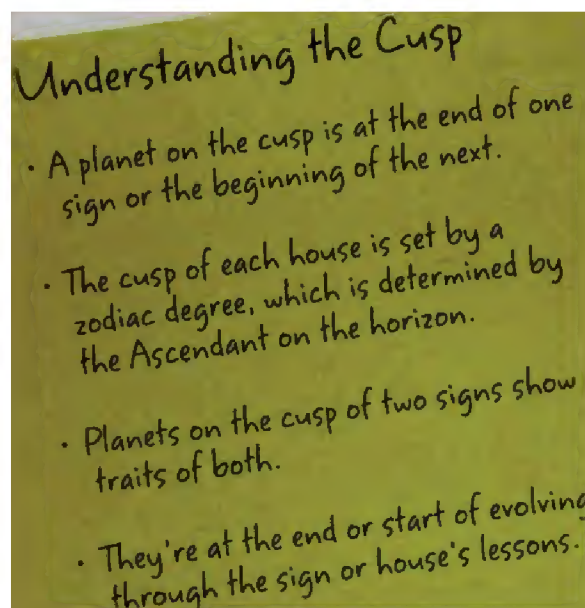 Understanding the Cusp
· A planet on the cusp is at the end of one
sign or the beginning of the next.
· The cusp of each house is set by a
zodiac degree, which is determined by
the Ascendant on the horizon.
· Planets on the cusp of two signs show
traits of both.
· They're at the end or start of evolving
through the sign or house's lessons.